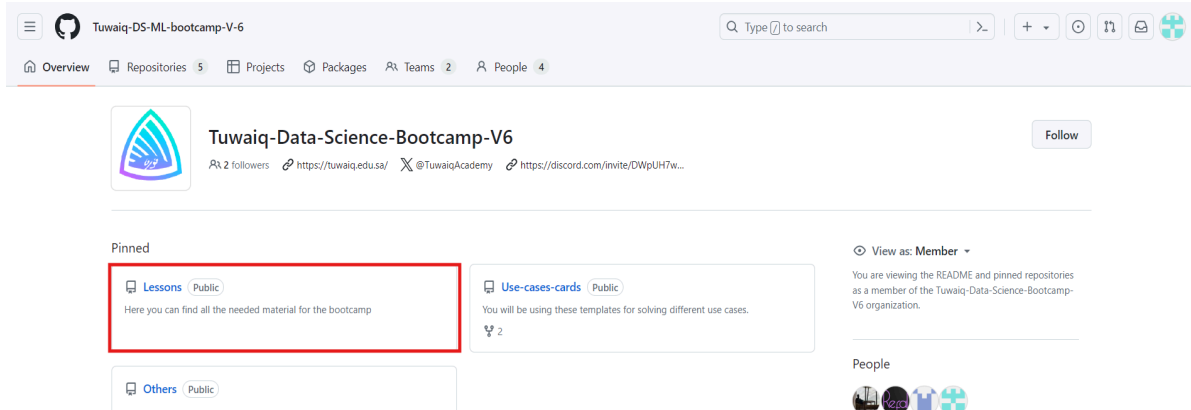 Tuwaiq-DS-ML-bootcamp-V-6
Type / to search
Overview Repositories 5 Projects Packages Teams 2 People 4
Tuwaiq-Data-Science-Bootcamp-V6
Follow
2 followers https://tuwaiq.edu.sa/ @TuwaiqAcademy https://discord.com/invite/DWpUH7w...
Pinned
Lessons Public
Here you can find all the needed material for the bootcamp
Use-cases-cards Public
You will be using these templates for solving different use cases.
2
Others Public
View as: Member
You are viewing the README and pinned repositories
as a member of the Tuwaiq-Data-Science-Bootcamp-
V6 organization.
People